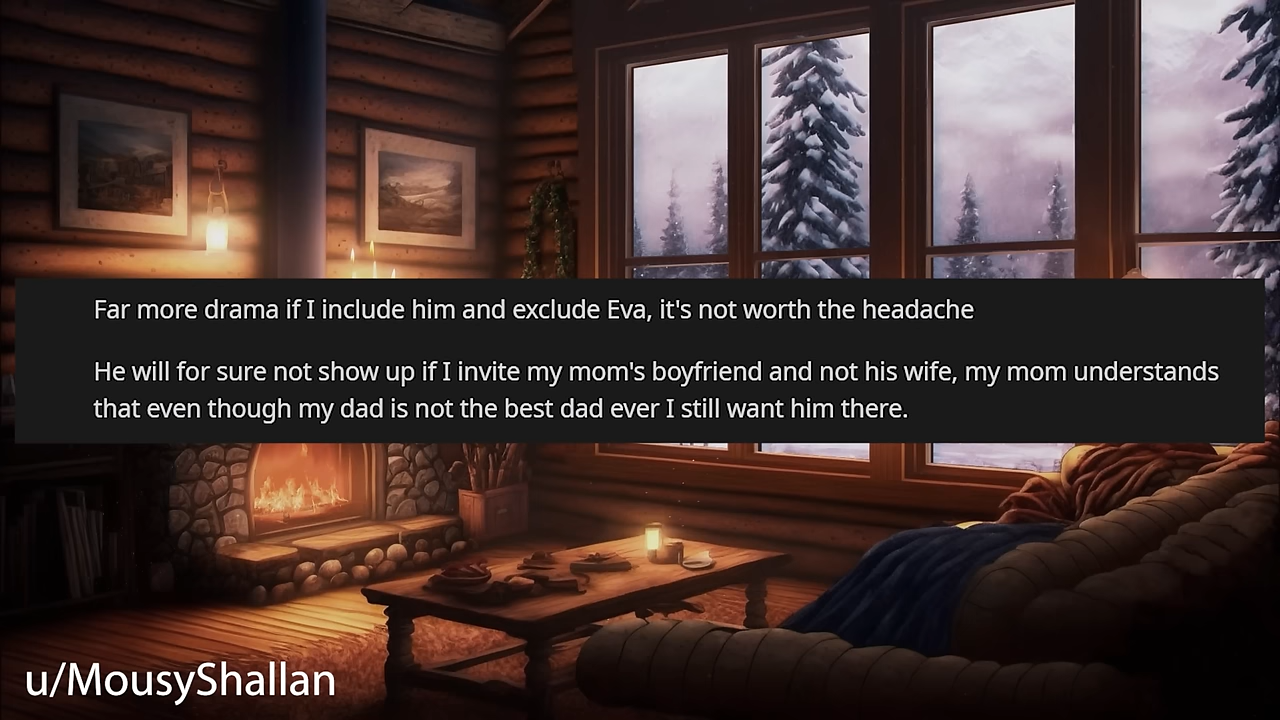 Far more drama if I include him and exclude Eva, it's not worth the headache
He will for sure not show up if I invite my mom's boyfriend and not his wife, my mom understands
that even though my dad is not the best dad ever I still want him there.
u/MousyShallan